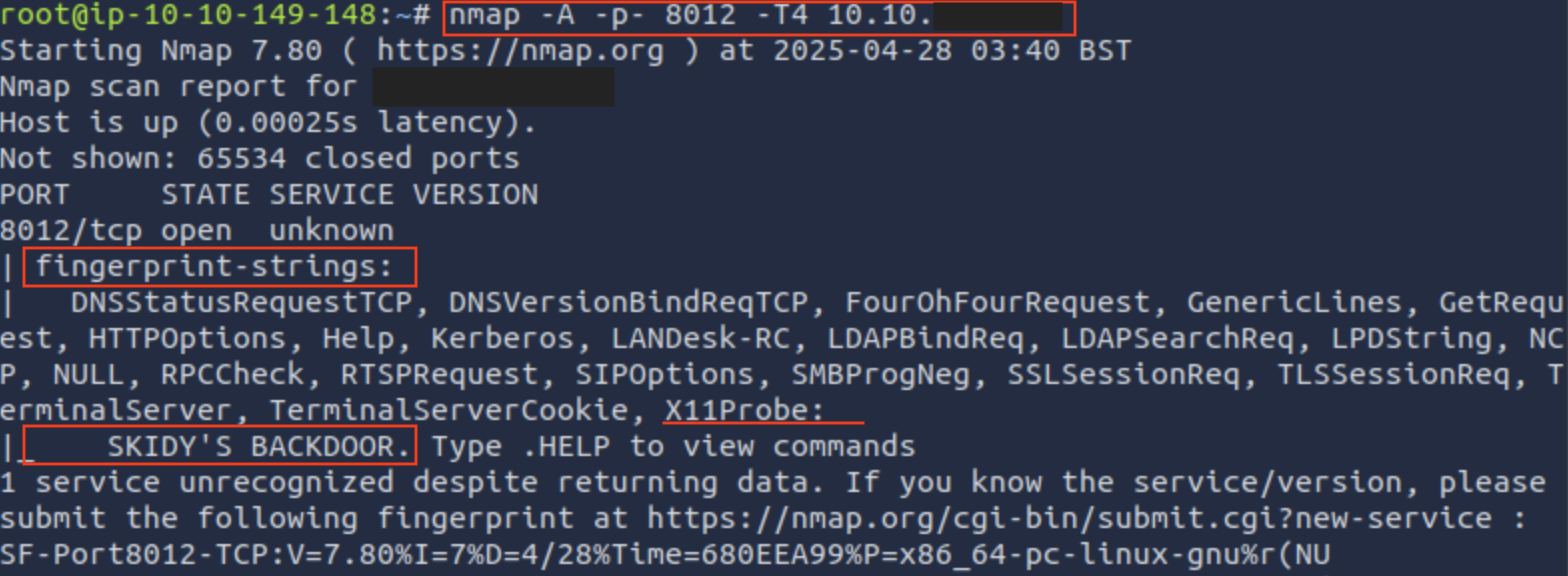 root@ip-10-10-149-148:~# nmap -A -p- 8012 -T4 10.10.
Starting Nmap 7.80 ( https://nmap.org ) at 2025-04-28 03:40 BST
Nmap scan report for
Host is up (0.00025s latency).
Not shown: 65534 closed ports
PORT     STATE SERVICE VERSION
8012/tcp open  unknown
| fingerprint-strings:
|   DNSStatusRequestTCP, DNSVersionBindReqTCP, FourOhFourRequest, GenericLines, GetRequ
est, HTTPOptions, Help, Kerberos, LANDesk-RC, LDAPBindReq, LDAPSearchReq, LPDString, NC
P, NULL, RPCCheck, RTSPRequest, SIPOptions, SMBProgNeg, SSLSessionReq, TLSSessionReq, T
erminalServer, TerminalServerCookie, X11Probe:
|_    SKIDY'S BACKDOOR. Type .HELP to view commands
1 service unrecognized despite returning data. If you know the service/version, please
submit the following fingerprint at https://nmap.org/cgi-bin/submit.cgi?new-service :
SF-Port8012-TCP:V=7.80%I=7%D=4/28%Time=680EEA99%P=x86_64-pc-linux-gnu%r(NU